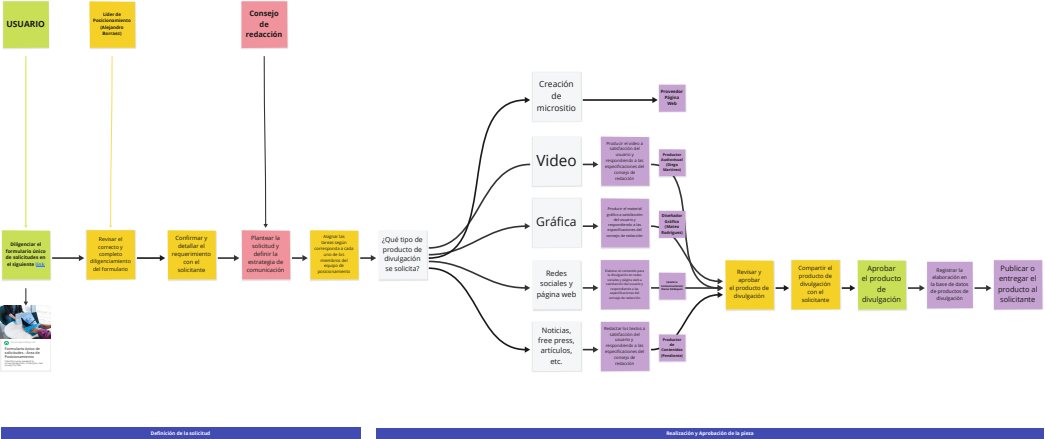 USUARIO
Líder de
Posicionamiento
(Alejandro
Consejo
de
redacción
Diligenciar el
formulario único
de solicitudes en
el siguiente link
Revisar el
correcto y
completo
diligenciamiento
del formulario
Confirmar y
detallar el
requerimiento
con el
solicitante
Plantear la
solicitud y
definir la
estrategia de
comunicación
Asignar las
tareas según
corresponda a cada
uno de los
miembros del
equipo de
posicionamiento
¿Qué tipo de
producto de
divulgación
se solicita?
Creación
de
micrositio
Proveedor
Página
Web
Video
Producir el video a
satisfacción del
usuario y
respondiendo a las
especificaciones del
consejo de
redacción
Productor
Audiovisual
(Diego
Martínez)
Gráfica
Producir el material
gráfico a satisfacción
del usuario y
respondiendo a las
especificaciones del
consejo de redacción
Diseñador
Gráfico
(Mateo
Rodríguez)
Redes
sociales y
página web
Noticias,
free press,
artículos,
etc.
Redactar los textos a
satisfacción del
usuario y
respondiendo a las
especificaciones del
consejo de
redacción
Productor
de
Contenidos
(Pendiente)
Revisar y
aprobar
el producto de
divulgación
Compartir el
producto de
divulgación
con el
solicitante
Aprobar
el producto
de
divulgación
Registrar la
elaboración en
la base de datos
de productos de
divulgación
Publicar o
entregar el
producto al
solicitante
Formulario único de
solicitudes - Área de
Posicionamiento
Definición de la solicitud
Realización y Aprobación de la pieza